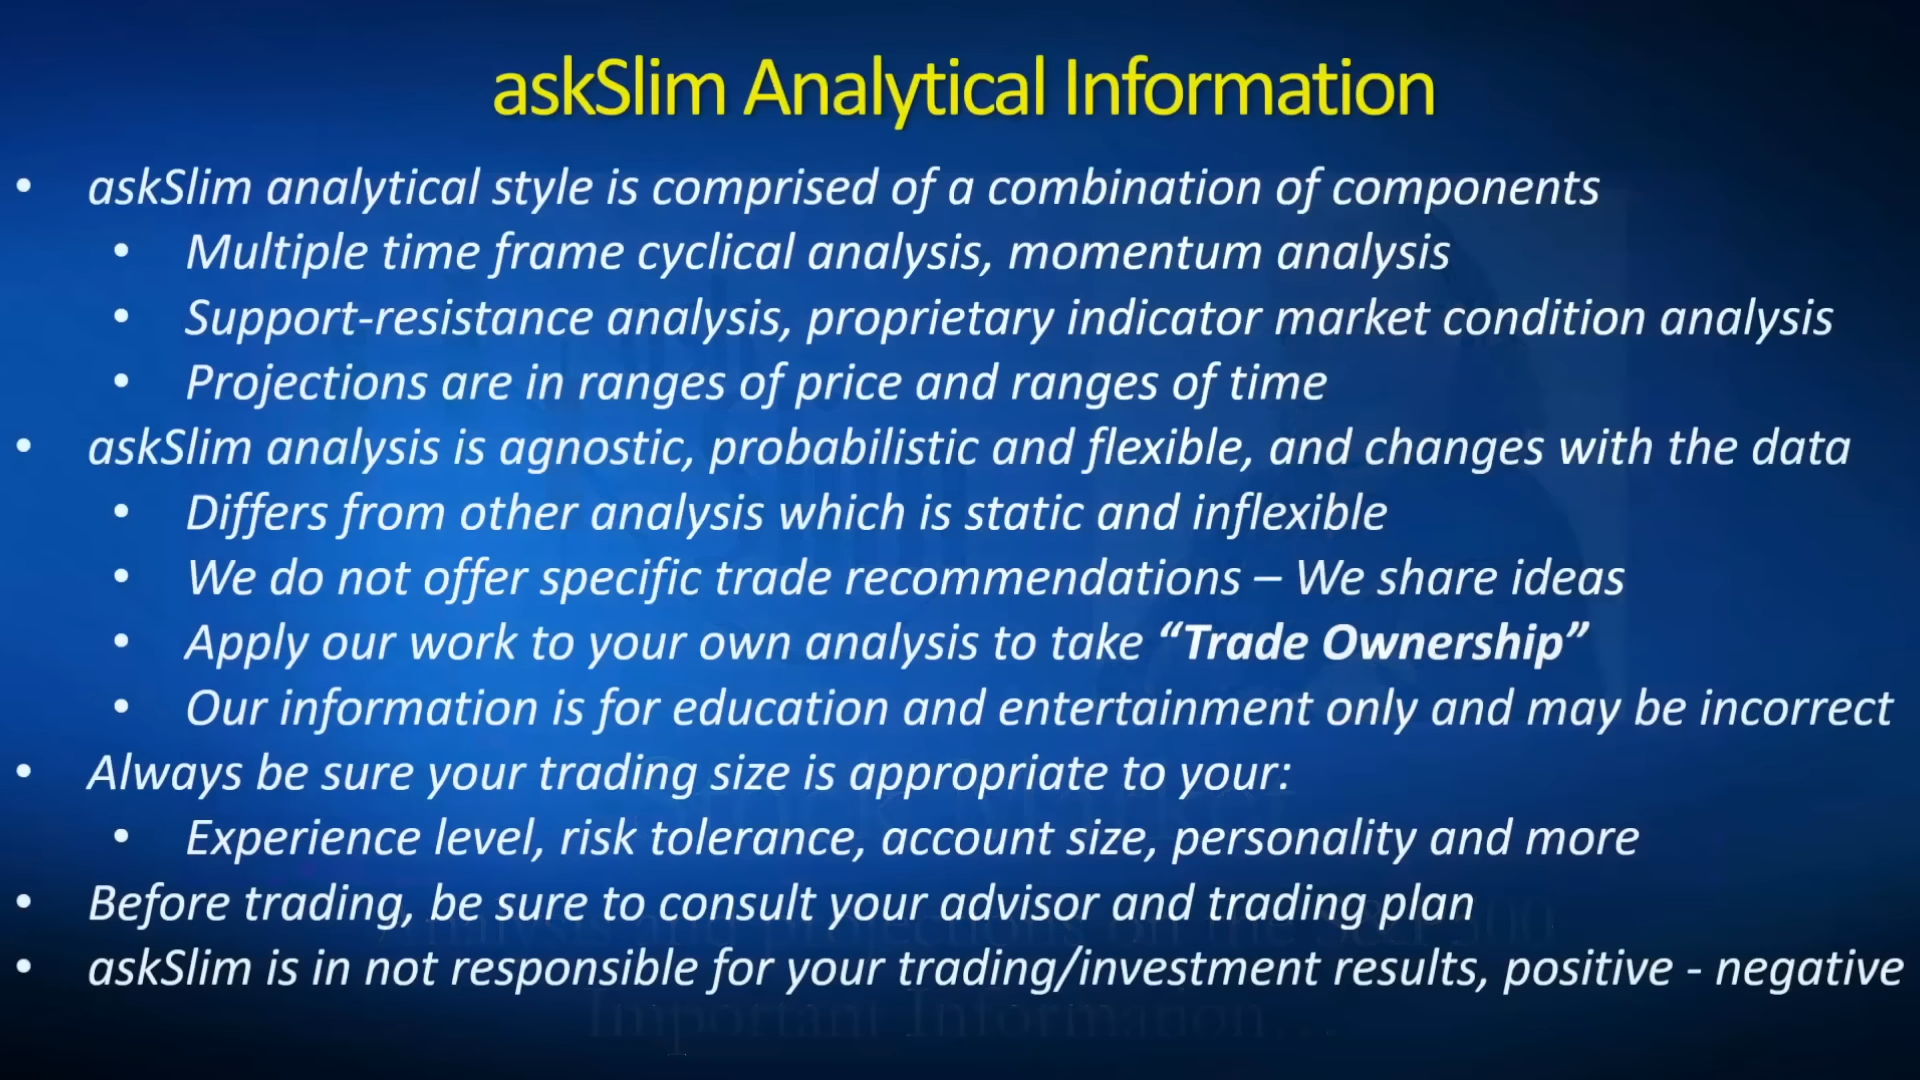 askSlim Analytical Information
• askSlim analytical style is comprised of a combination of components
• Multiple time frame cyclical analysis, momentum analysis
• Support-resistance analysis, proprietary indicator market condition analysis
• Projections are in ranges of price and ranges of time
• askSlim analysis is agnostic, probabilistic and flexible, and changes with the data
• Differs from other analysis which is static and inflexible
• We do not offer specific trade recommendations – We share ideas
• Apply our work to your own analysis to take “Trade Ownership”
• Our information is for education and entertainment only and may be incorrect
• Always be sure your trading size is appropriate to your:
• Experience level, risk tolerance, account size, personality and more
• Before trading, be sure to consult your advisor and trading plan
• askSlim is in not responsible for your trading/investment results, positive - negative
Important Information...